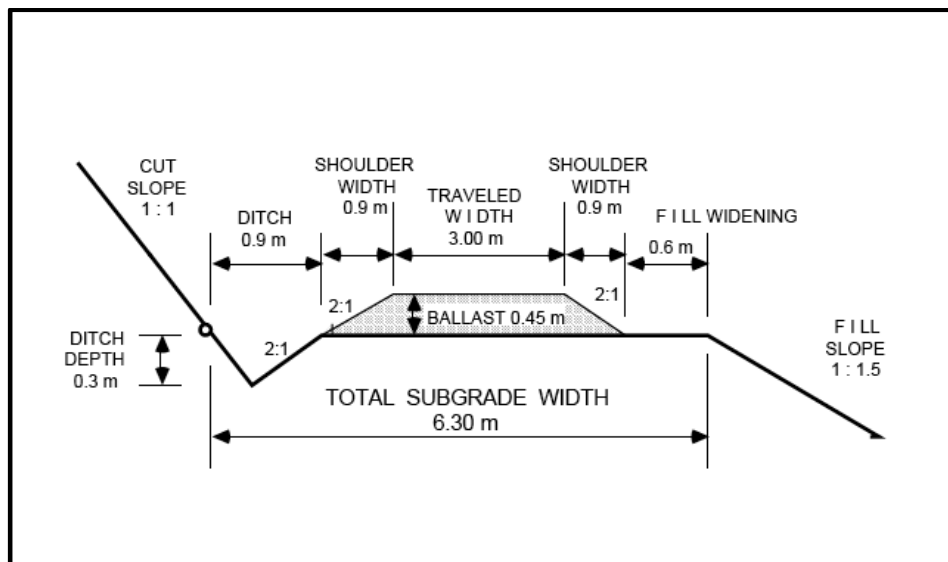 CUT
SLOPE
1 : 1
DITCH
0.9 m
SHOULDER
WIDTH
0.9 m
TRAVELED
W I DTH
3.00 m
SHOULDER
WIDTH
0.9 m
F I LL WIDENING
0.6 m
2:1
BALLAST 0.45 m
2:1
DITCH
DEPTH
0.3 m
2:1
F I LL
SLOPE
1 : 1.5
TOTAL SUBGRADE WIDTH
6.30 m